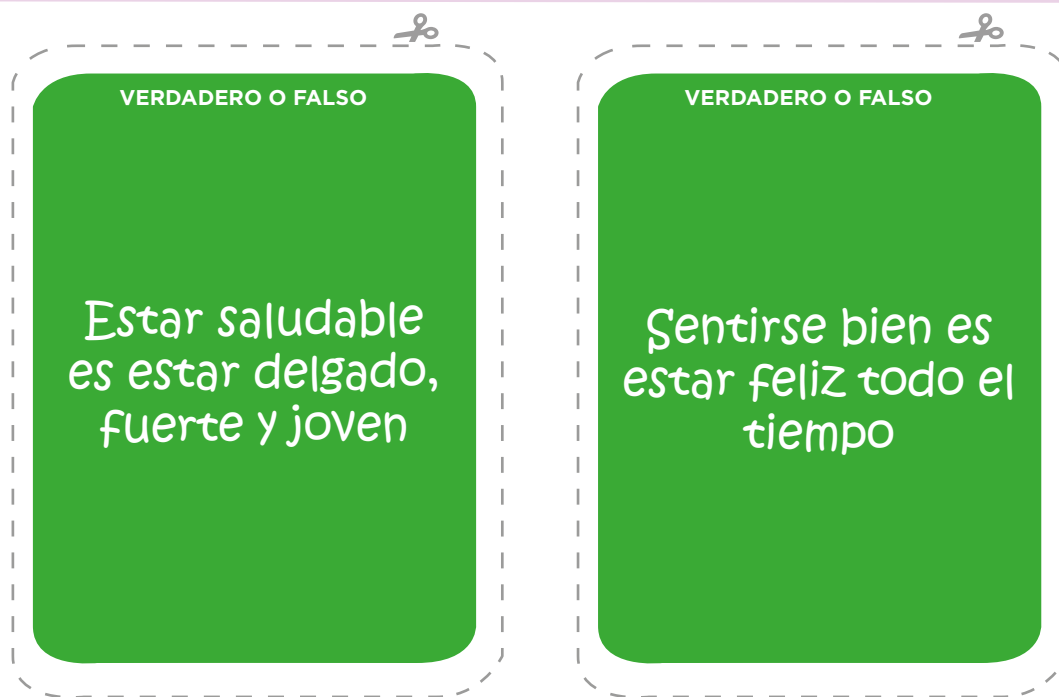 VERDADERO O FALSO
Estar saludable
es estar delgado,
fuerte y joven
VERDADERO O FALSO
Sentirse bien es
estar feliz todo el
tiempo